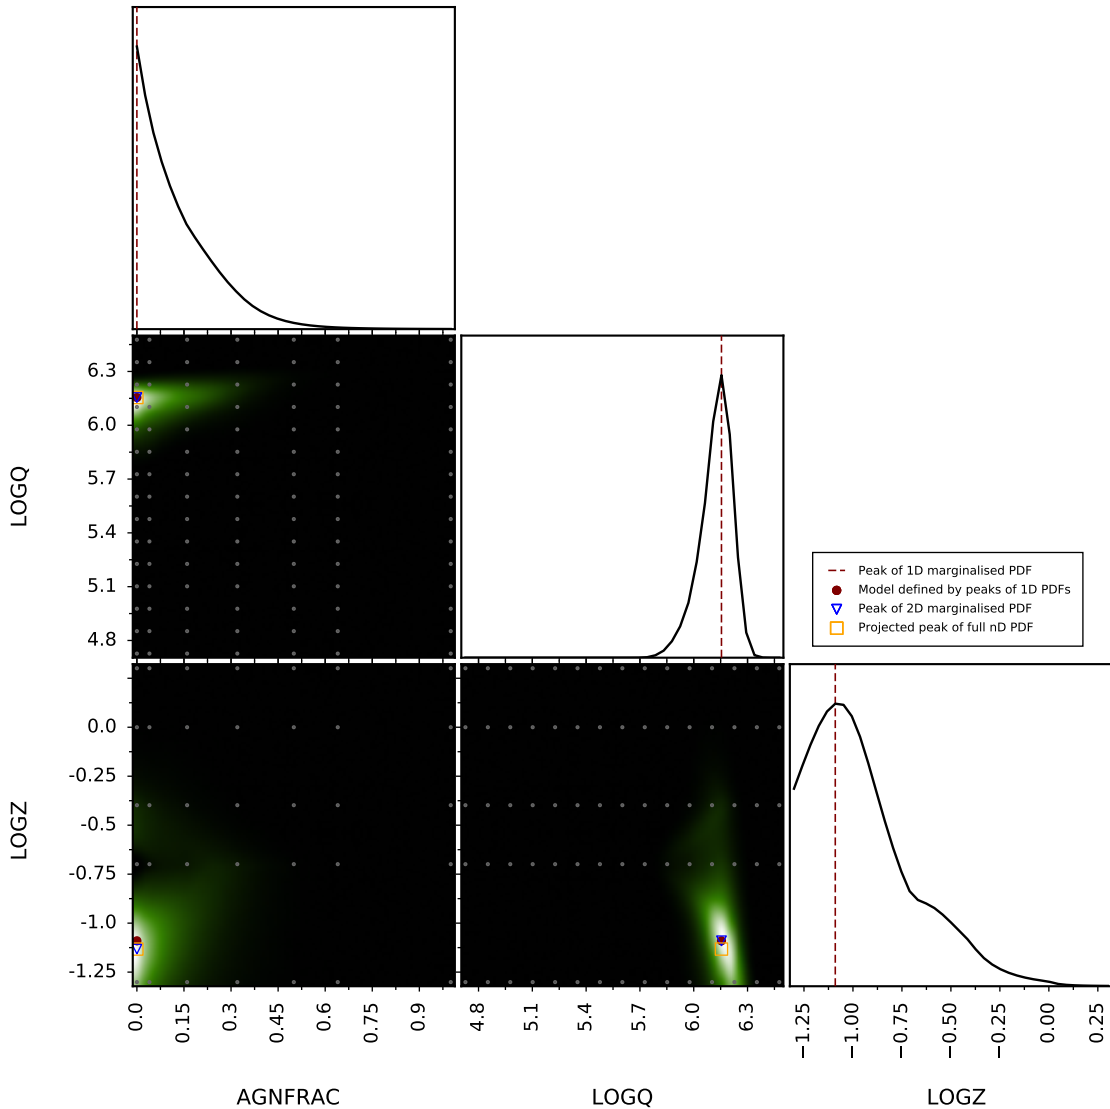 6.3
6.0
5.7
5.4
5.1
4.8
LOGQ
Peak of 1D marginalised PDF
Model defined by peaks of 1D PDFs
Peak of 2D marginalised PDF
Projected peak of full nD PDF
0.0
-0.25
-0.5
-0.75
-1.0
-1.25
LOGZ
0.0 0.15 0.3 0.45 0.6 0.75 0.9
4.8 5.1 5.4 5.7 6.0 6.3
−1.25 −1.00 −0.75 −0.50 −0.25 0.00 0.25
AGNFRAC LOGQ LOGZ